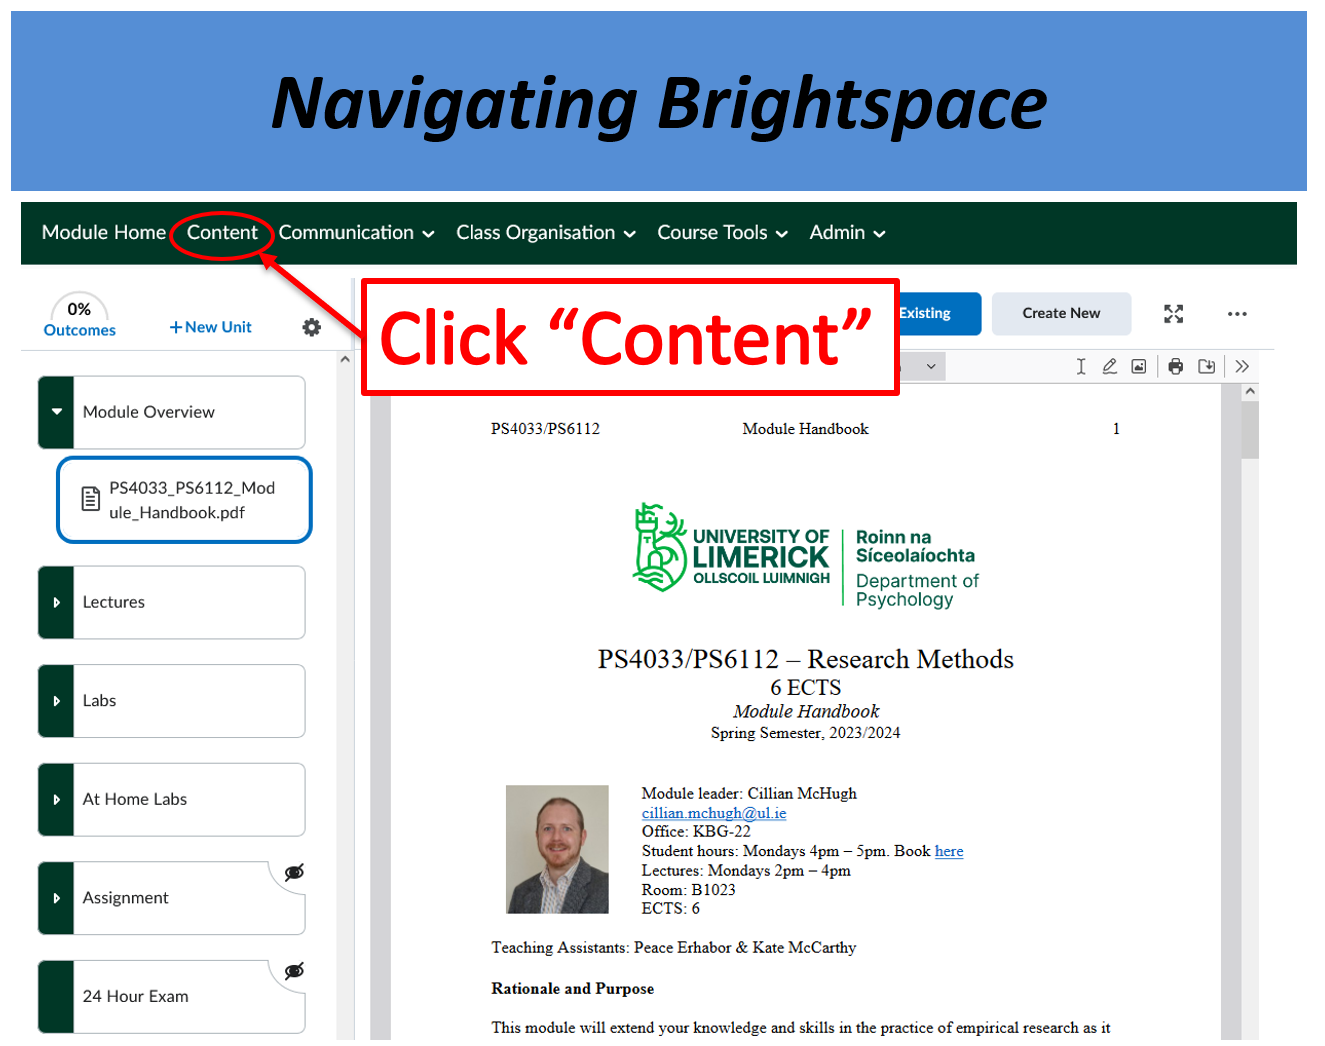 Navigating Brightspace
Module Home Content Communication Class Organisation Course Tools Admin
Click “Content”
0%
Outcomes
+ New Unit
Existing
Create New
Module Overview
PS4033_PS6112_Mod
ule_Handbook.pdf
Lectures
Labs
At Home Labs
Assignment
24 Hour Exam
PS4033/PS6112 Module Handbook 1
UNIVERSITY OF
LIMERICK
OLLSCOIL LUIMNIGH
Roinn na
Síceolaíochta
Department of
Psychology
PS4033/PS6112 – Research Methods
6 ECTS
Module Handbook
Spring Semester, 2023/2024
Module leader: Cillian McHugh
cillian.mchugh@ul.ie
Office: KBG-22
Student hours: Mondays 4pm – 5pm. Book here
Lectures: Mondays 2pm – 4pm
Room: B1023
ECTS: 6
Teaching Assistants: Peace Erhabor & Kate McCarthy
Rationale and Purpose
This module will extend your knowledge and skills in the practice of empirical research as it